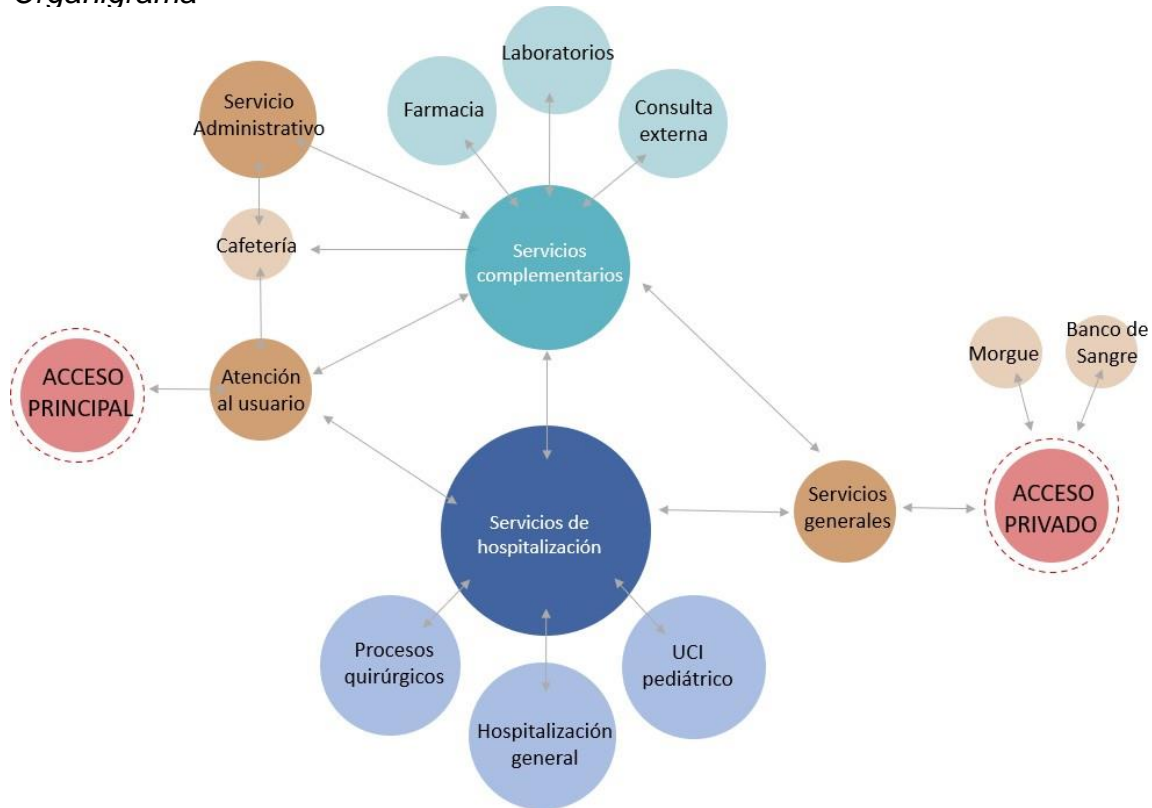 Organigrama
Laboratorios
Farmacia
Consulta
externa
Servicio
Administrativo
Cafetería
Servicios
complementarios
ACCESO
PRINCIPAL
Atención
al usuario
Morgue
Banco de
Sangre
Servicios de
hospitalización
Servicios
generales
ACCESO
PRIVADO
Procesos
quirúrgicos
Hospitalización
general
UCI
pediátrico